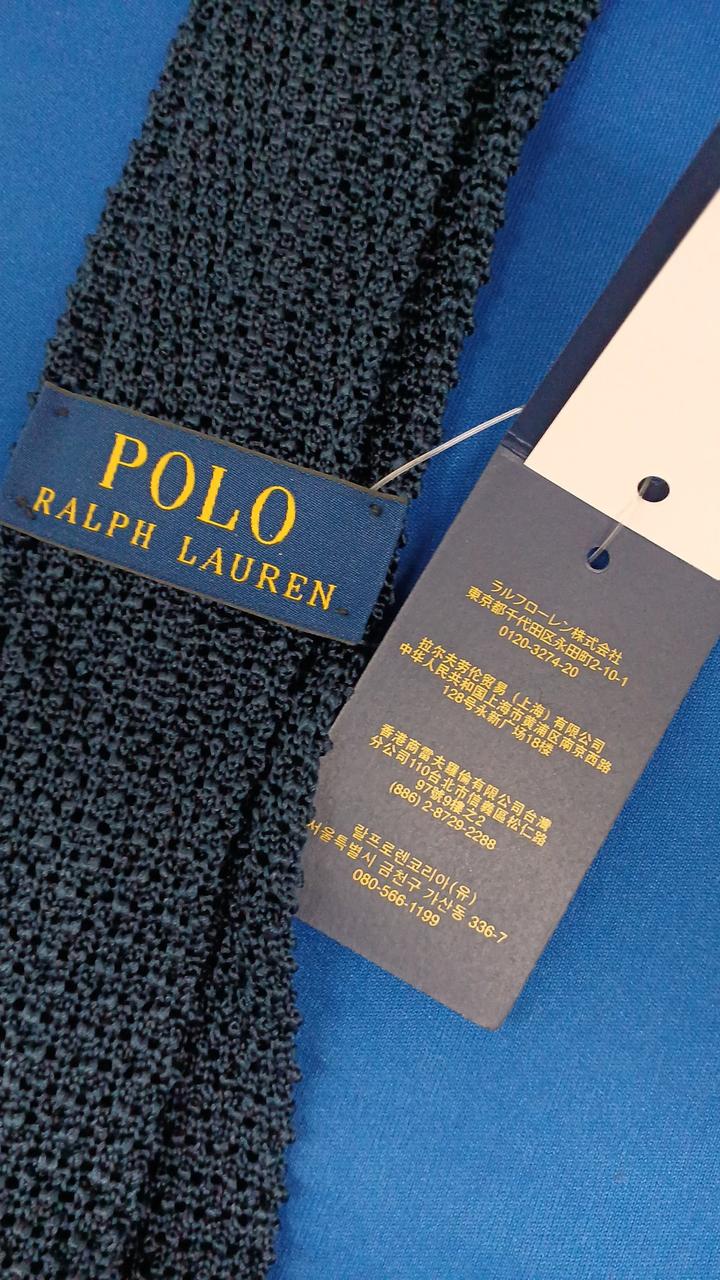 POLO
RALPH LAUREN
ラルフローレン株式会社
東京都千代田区永田町2-10-1
0120-3274-20
拉尔夫劳伦贸易（上海）有限公司
中华人民共和国上海市黄浦区南京西路
128号永新广场18楼
香港商雷夫羅倫有限公司台灣
分公司110台北市信義區松仁路
97號9樓之2
(886) 2-8729-2288
랄프로렌코리아(유)
서울특별시 금천구 가산동 336-7
080-566-1199